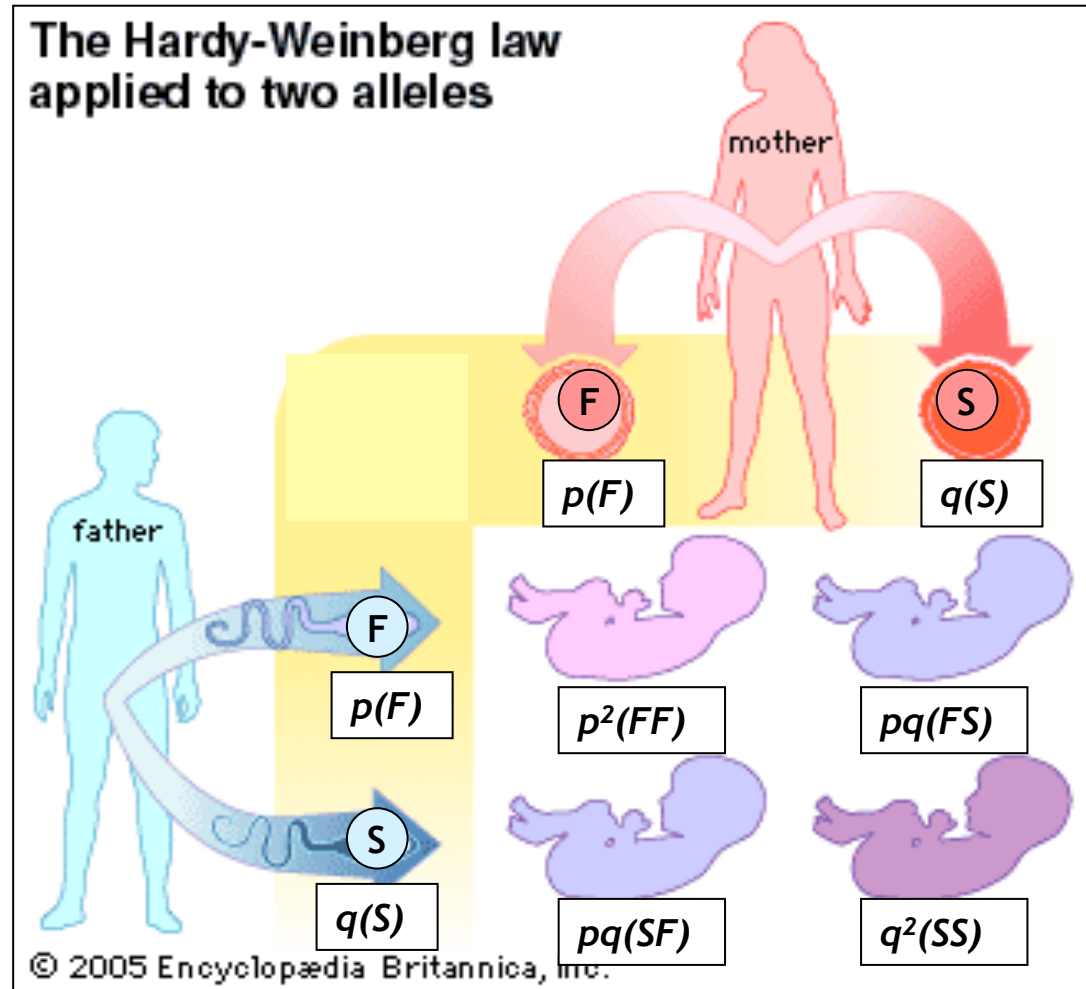 The Hardy-Weinberg law
applied to two alleles
mother
F
S
p(F)
q(S)
father
F
p(F)
p²(FF)
pq(FS)
S
q(S)
pq(SF)
q²(SS)
© 2005 Encyclopædia Britannica, Inc.